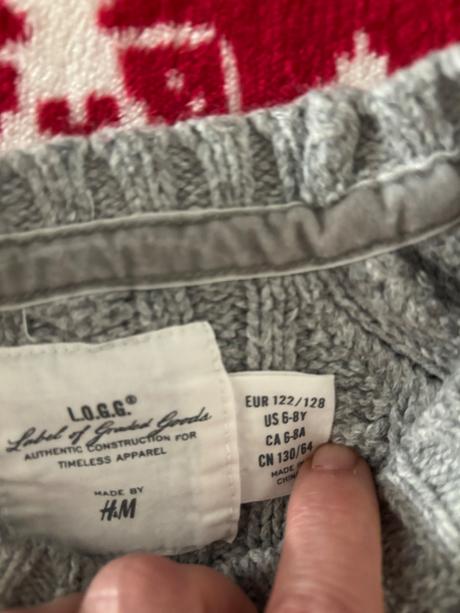 L.O.G.G.®
Label of Graded Goods
AUTHENTIC CONSTRUCTION FOR
TIMELESS APPAREL
MADE BY
H&M
EUR 122/128
US 6-8Y
CA 6-8A
CN 130/64
MADE IN
CHINA